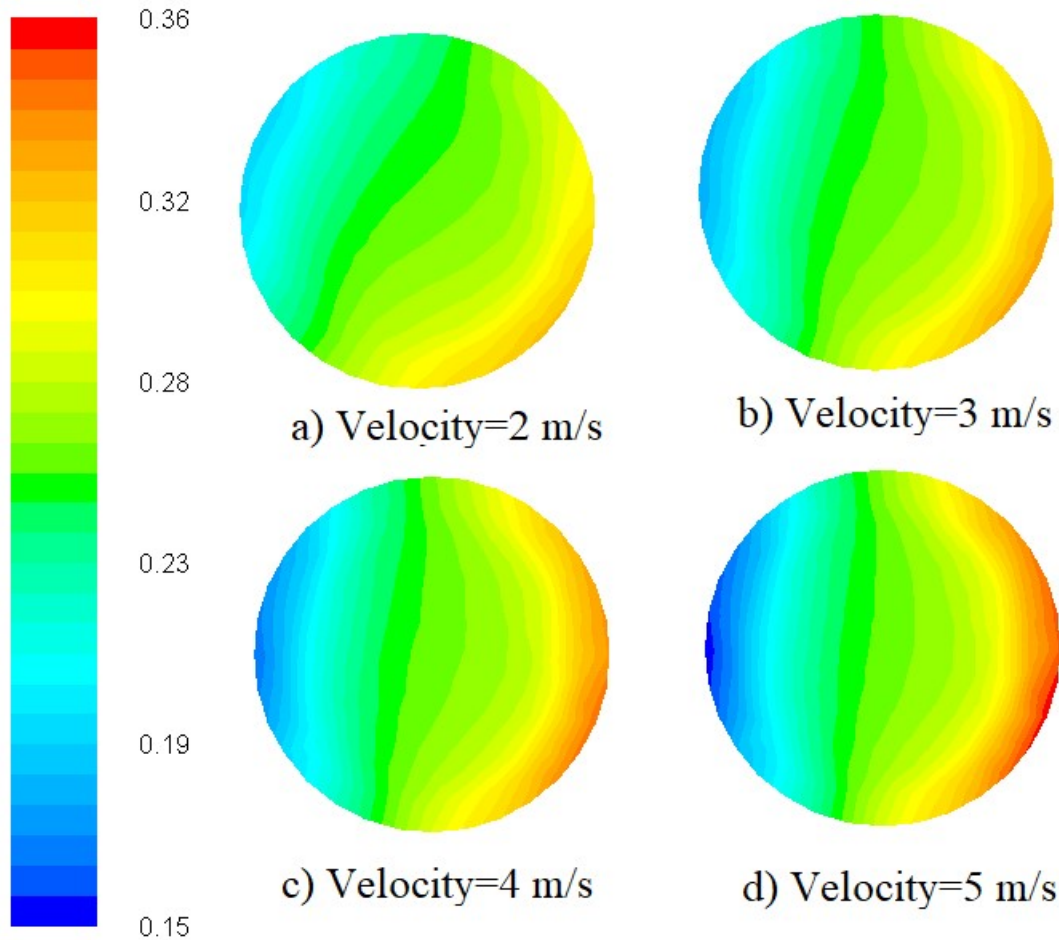 0.36
0.32
0.28
0.23
0.19
0.15
a) Velocity=2 m/s
b) Velocity=3 m/s
c) Velocity=4 m/s
d) Velocity=5 m/s